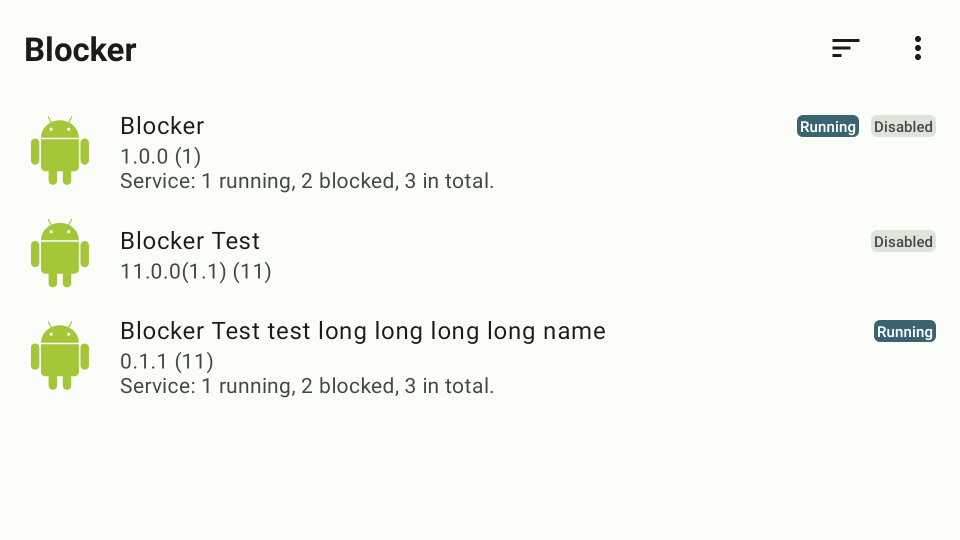 Blocker
Blocker
Running
Disabled
1.0.0 (1)
Service: 1 running, 2 blocked, 3 in total.
Blocker Test
Disabled
11.0.0(1.1) (11)
Blocker Test test long long long long name
Running
0.1.1 (11)
Service: 1 running, 2 blocked, 3 in total.